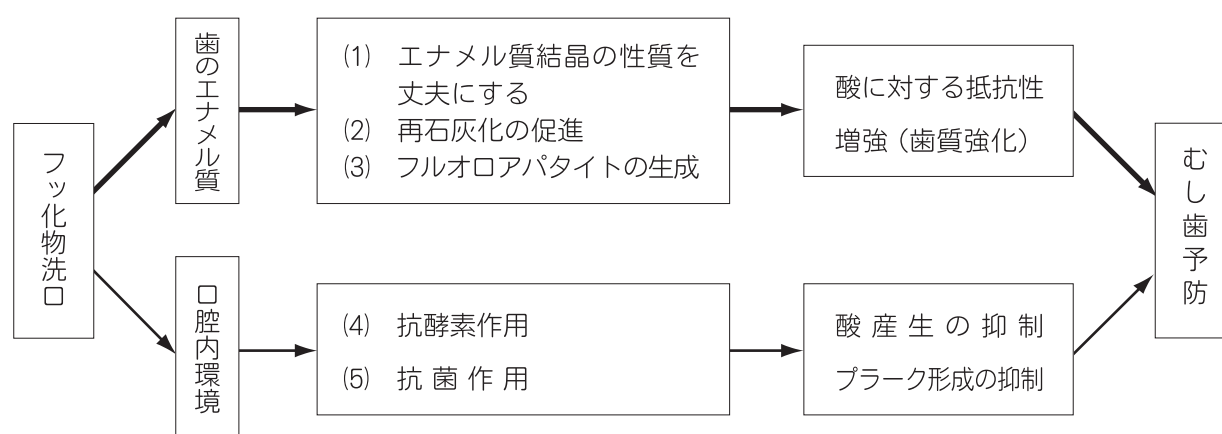 フッ化物洗口
歯のエナメル質
(1) エナメル質結晶の性質を
丈夫にする
(2) 再石灰化の促進
(3) フルオロアパタイトの生成
酸に対する抵抗性
増強（歯質強化）
口腔内環境
(4) 抗酵素作用
(5) 抗菌作用
酸産生の抑制
プラーク形成の抑制
むし歯予防